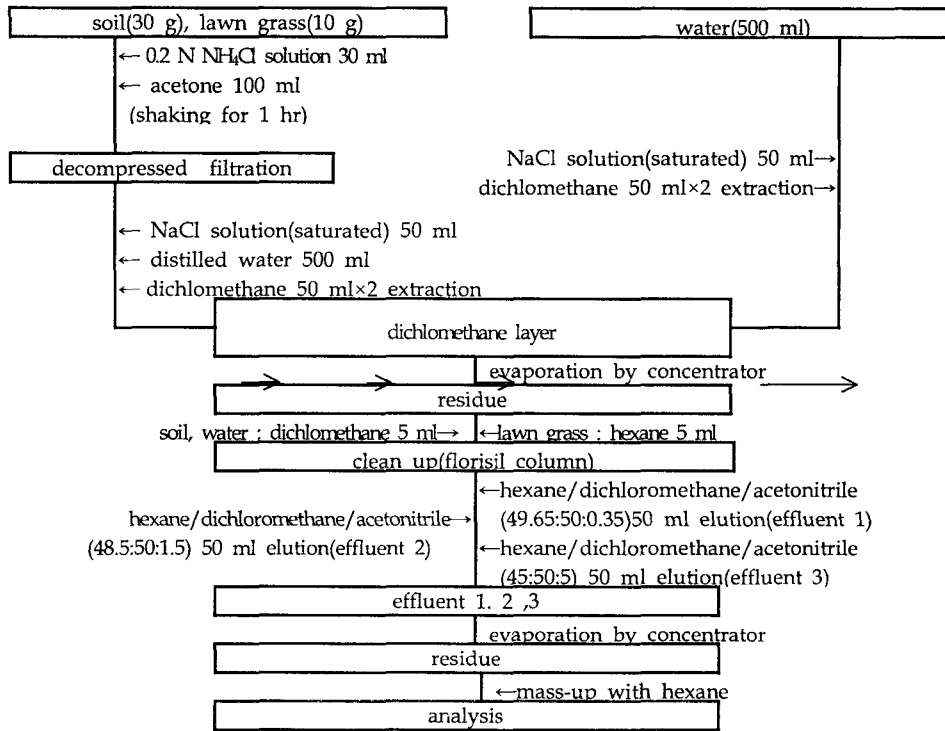 soil(30 g), lawn grass(10 g)
water(500 ml)
←0.2 N NH₄Cl solution 30 ml
←acetone 100 ml
(shaking for 1 hr)
decompressed filtration
NaCl solution(saturated) 50 ml→
dichlomethane 50 ml×2 extraction→
← NaCl solution(saturated) 50 ml
← distilled water 500 ml
←dichlomethane 50 ml×2 extraction
dichlomethane layer
evaporation by concentrator
residue
soil, water : dichlomethane 5 ml→
←lawn grass : hexane 5 ml
clean up(florisil column)
←hexane/dichloromethane/acetonitrile
(49.65:50:0.35)50 ml elution(effluent 1)
hexane/dichloromethane/acetonitrile→
(48.5:50:1.5) 50 ml elution(effluent 2)
←hexane/dichloromethane/acetonitrile
(45:50:5) 50 ml elution(effluent 3)
effluent 1. 2 ,3
evaporation by concentrator
residue
←mass-up with hexane
analysis